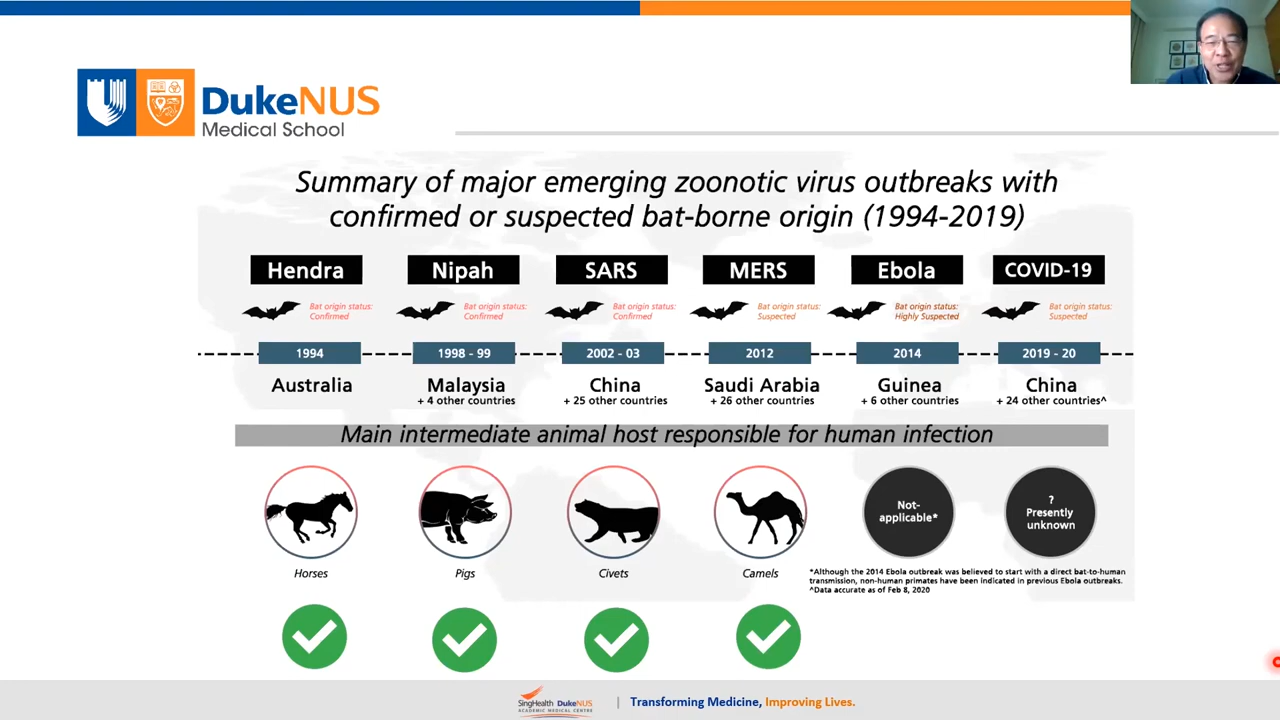 DukeNUS
Medical School
Summary of major emerging zoonotic virus outbreaks with
confirmed or suspected bat-borne origin (1994-2019)
Hendra
Nipah
SARS
MERS
Ebola
COVID-19
Bat origin status:
Confirmed
Bat origin status:
Confirmed
Bat origin status:
Confirmed
Bat origin status:
Suspected
Bat origin status:
Highly Suspected
Bat origin status:
Suspected
1994
1998 - 99
2002 - 03
2012
2014
2019 - 20
Australia
Malaysia
+ 4 other countries
China
+ 25 other countries
Saudi Arabia
+ 26 other countries
Guinea
+ 6 other countries
China
+ 24 other countries^
Main intermediate animal host responsible for human infection
Not-
applicable*
?
Presently
unknown
Horses
Pigs
Civets
Camels
*Although the 2014 Ebola outbreak was believed to start with a direct bat-to-human
transmission, non-human primates have been indicated in previous Ebola outbreaks.
^Data accurate as of Feb 8, 2020
SingHealth DukeNUS
ACADEMIC MEDICAL CENTRE
| Transforming Medicine, Improving Lives.